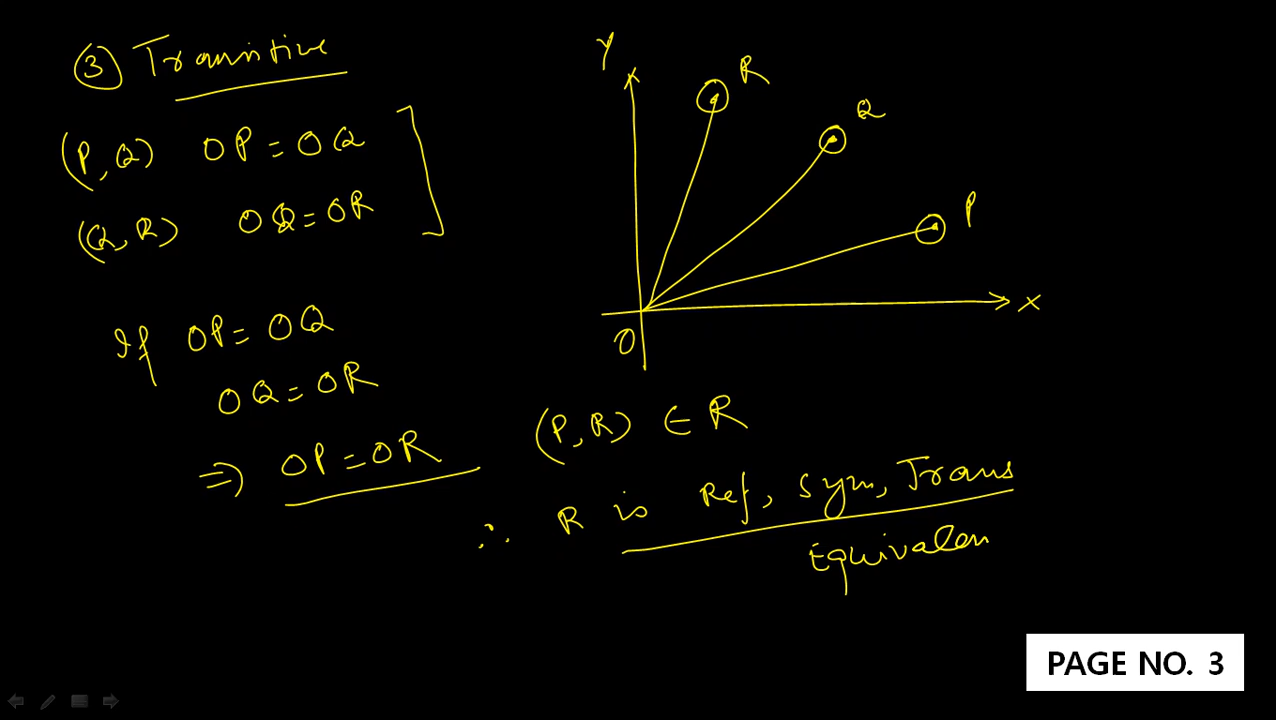 ③ Transitive
(P, Q) OP = OQ
(Q, R) OQ = OR
If OP = OQ
OQ = OR
⇒ OP = OR
Y
R
Q
P
X
O
(P, R) ∈ R
∴ R is Ref, Sym, Trans
Equivalen
PAGE NO. 3